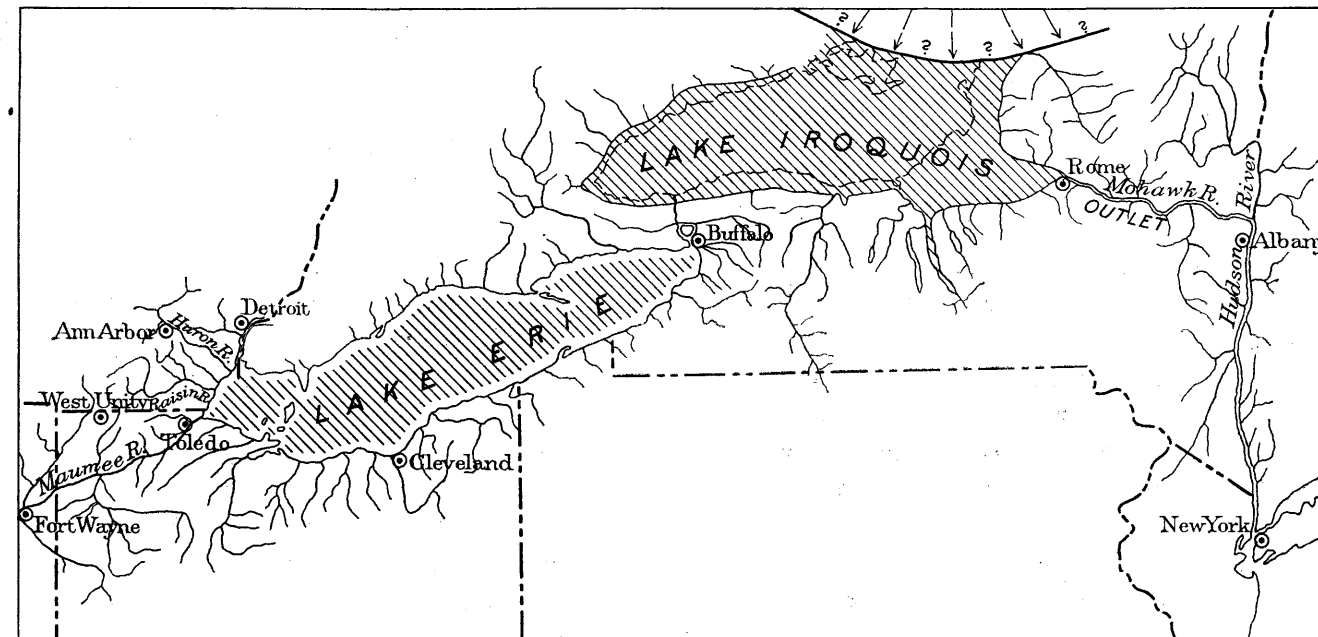 ? ? ? ?
LAKE IROQUOIS
Rome
Mohawk R.
OUTLET
River
Hudson
Albany
Buffalo
LAKE ERIE
Detroit
Ann Arbor
Huron R.
West Unity
Raisin R.
Toledo
Maumee R.
Cleveland
Fort Wayne
New York